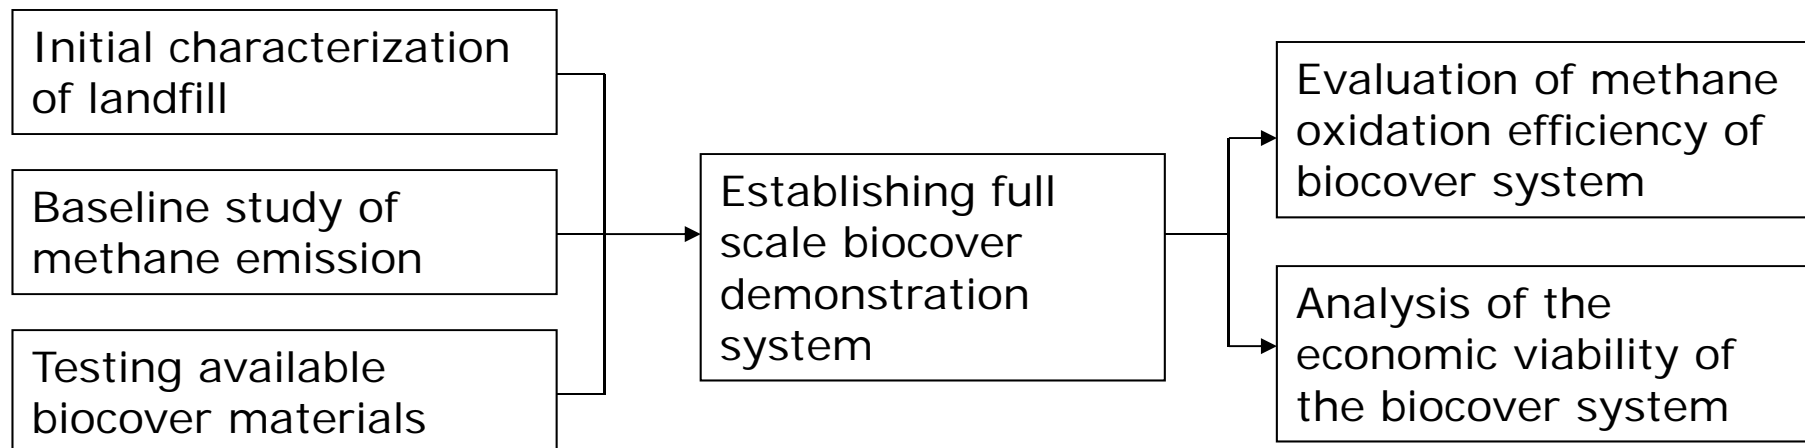 Initial characterization
of landfill
Baseline study of
methane emission
Testing available
biocover materials
Establishing full
scale biocover
demonstration
system
Evaluation of methane
oxidation efficiency of
biocover system
Analysis of the
economic viability of
the biocover system